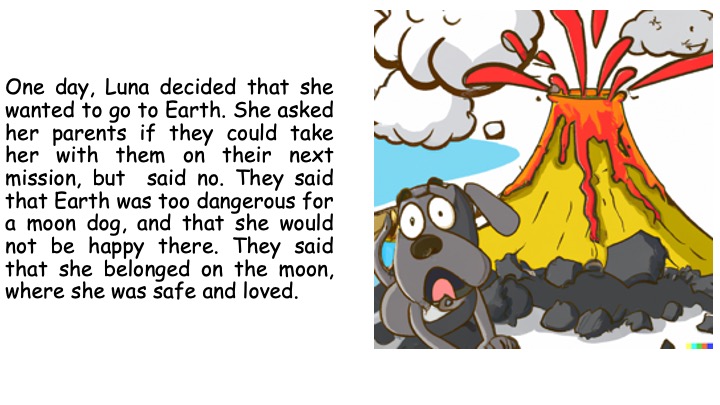 One day, Luna decided that she
wanted to go to Earth. She asked
her parents if they could take
her with them on their next
mission, but said no. They said
that Earth was too dangerous for
a moon dog, and that she would
not be happy there. They said
that she belonged on the moon,
where she was safe and loved.